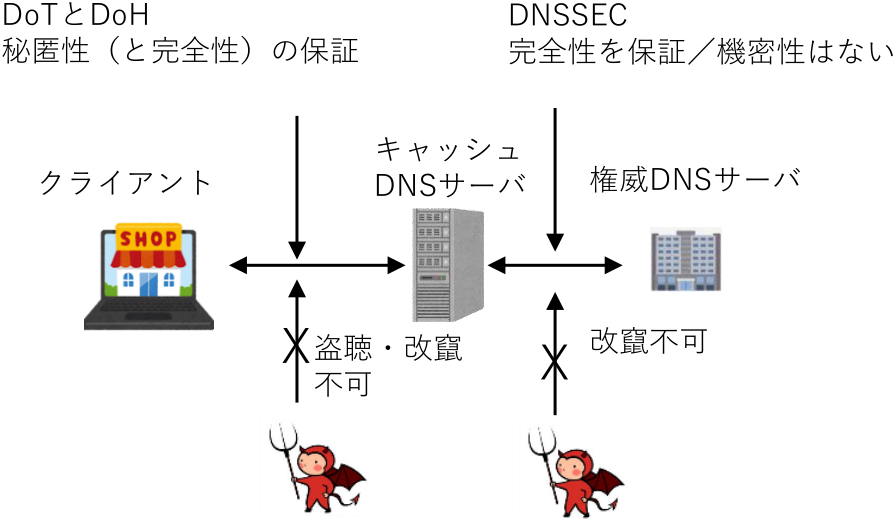 DoTとDoH
秘匿性（と完全性）の保証
DNSSEC
完全性を保証／機密性はない
クライアント
キャッシュ
DNSサーバ
権威DNSサーバ
SHOP
盗聴・改竄
不可
改竄不可